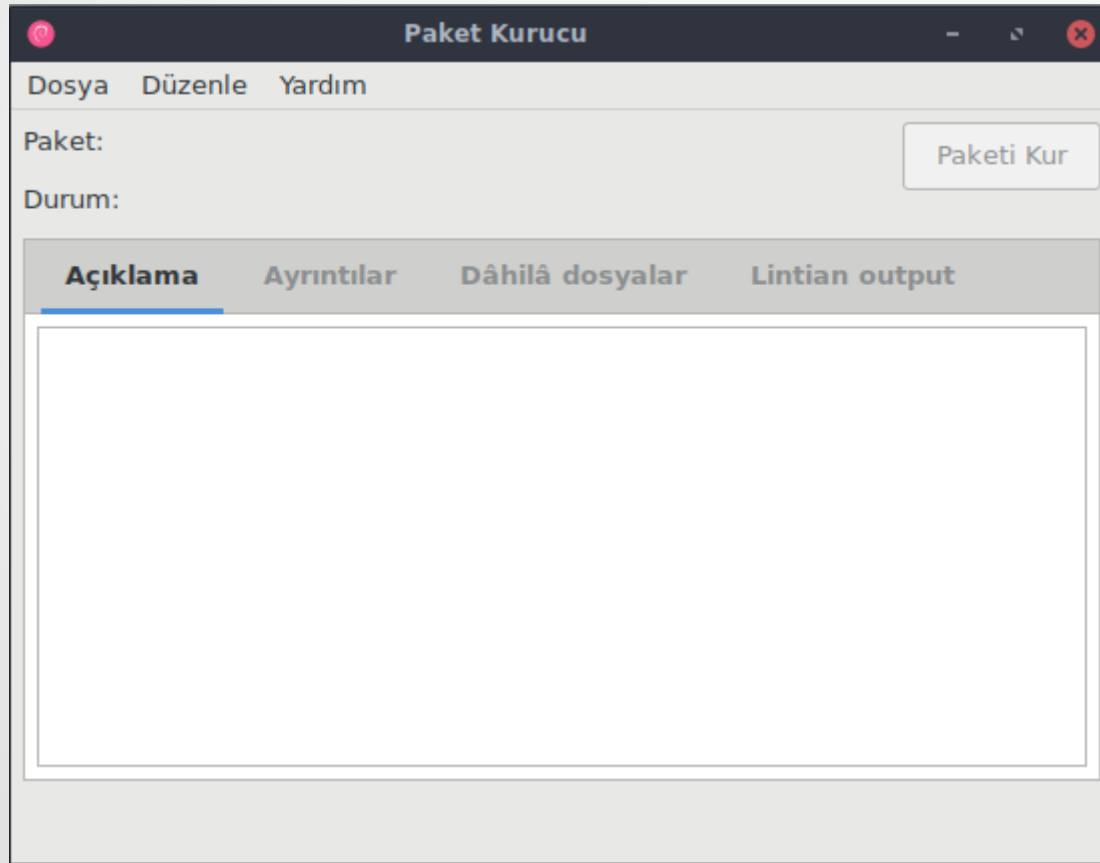 Paket Kurucu
Dosya Düzenle Yardım
Paket:
Paketi Kur
Durum:
Açıklama Ayrıntılar Dâhilâ dosyalar Lintian output